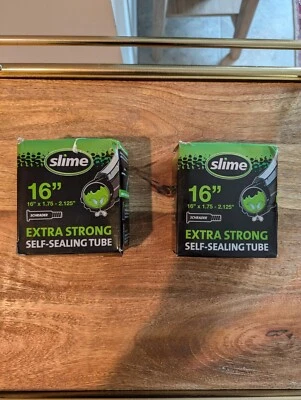 slime
16"
16" x 1.75 - 2.125"
SCHRADER
EXTRA STRONG
SELF-SEALING TUBE
slime
16"
16" x 1.75 - 2.125"
SCHRADER
EXTRA STRONG
SELF-SEALING TUBE